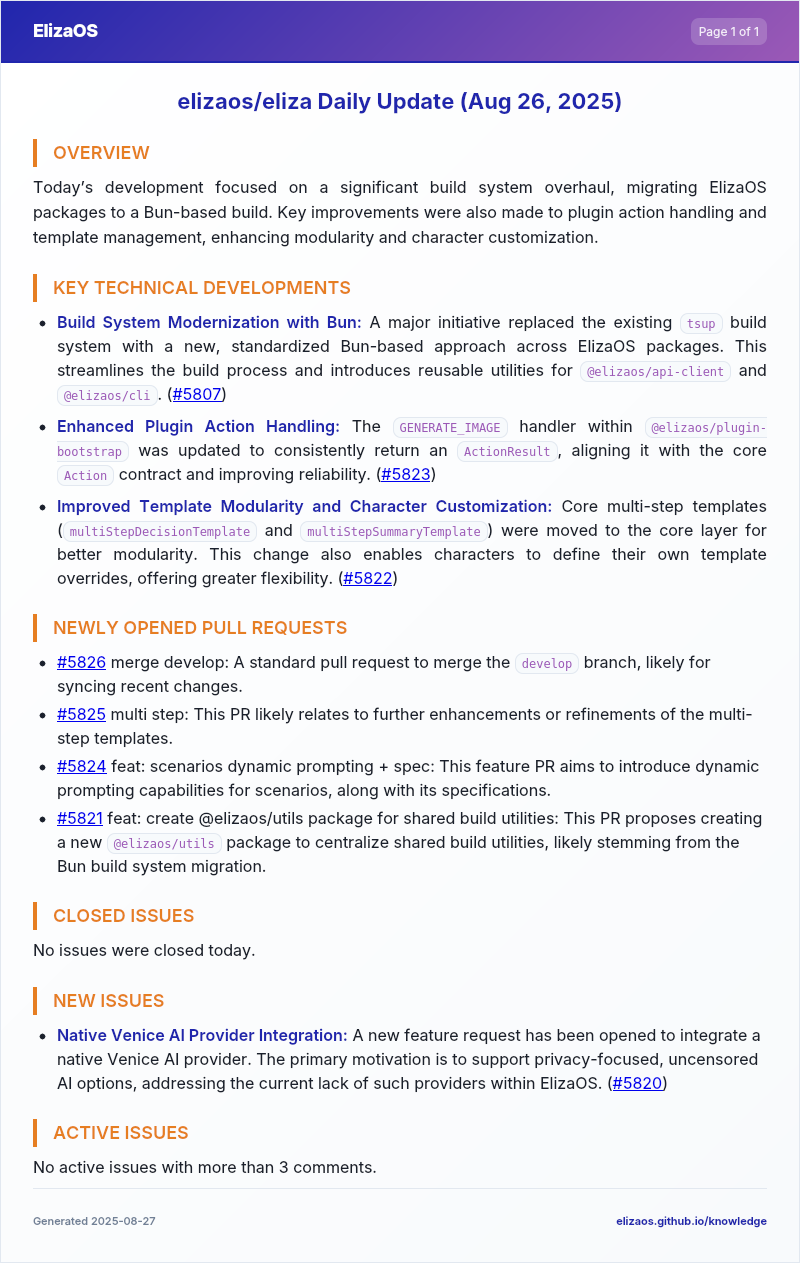 ElizaOS
Page 1 of 1
elizaos/eliza Daily Update (Aug 26, 2025)
OVERVIEW
Today's development focused on a significant build system overhaul, migrating ElizaOS
packages to a Bun-based build. Key improvements were also made to plugin action handling and
template management, enhancing modularity and character customization.
KEY TECHNICAL DEVELOPMENTS
• Build System Modernization with Bun: A major initiative replaced the existing tsup build
system with a new, standardized Bun-based approach across ElizaOS packages. This
streamlines the build process and introduces reusable utilities for @elizaos/api-client and
@elizaos/cli. (#5807)
• Enhanced Plugin Action Handling: The GENERATE_IMAGE handler within @elizaos/plugin-
bootstrap was updated to consistently return an ActionResult, aligning it with the core
Action contract and improving reliability. (#5823)
• Improved Template Modularity and Character Customization: Core multi-step templates
(multiStepDecisionTemplate and multiStepSummaryTemplate) were moved to the core layer for
better modularity. This change also enables characters to define their own template
overrides, offering greater flexibility. (#5822)
NEWLY OPENED PULL REQUESTS
• #5826 merge develop: A standard pull request to merge the develop branch, likely for
syncing recent changes.
• #5825 multi step: This PR likely relates to further enhancements or refinements of the multi-
step templates.
• #5824 feat: scenarios dynamic prompting + spec: This feature PR aims to introduce dynamic
prompting capabilities for scenarios, along with its specifications.
• #5821 feat: create @elizaos/utils package for shared build utilities: This PR proposes creating
a new @elizaos/utils package to centralize shared build utilities, likely stemming from the
Bun build system migration.
CLOSED ISSUES
No issues were closed today.
NEW ISSUES
• Native Venice AI Provider Integration: A new feature request has been opened to integrate a
native Venice AI provider. The primary motivation is to support privacy-focused, uncensored
AI options, addressing the current lack of such providers within ElizaOS. (#5820)
ACTIVE ISSUES
No active issues with more than 3 comments.
Generated 2025-08-27
elizaos.github.io/knowledge